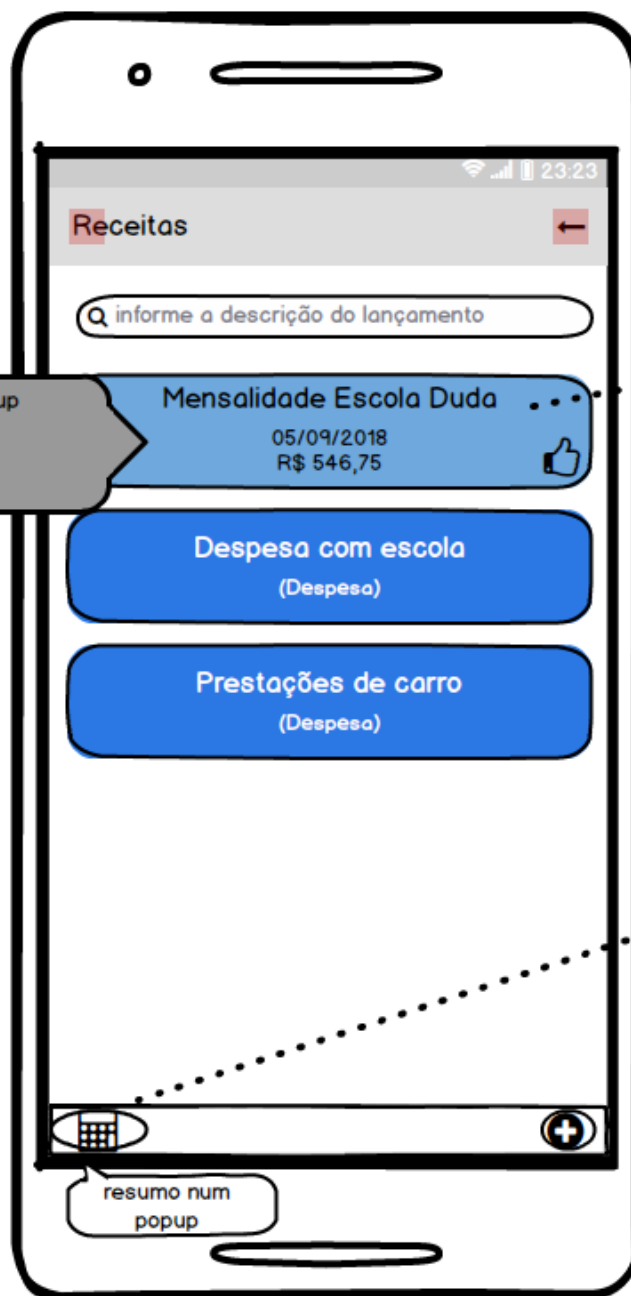 23:23
Receitas
informe a descrição do lançamento
up
Mensalidade Escola Duda
05/09/2018
R$ 546,75
Despesa com escola
(Despesa)
Prestações de carro
(Despesa)
resumo num
popup